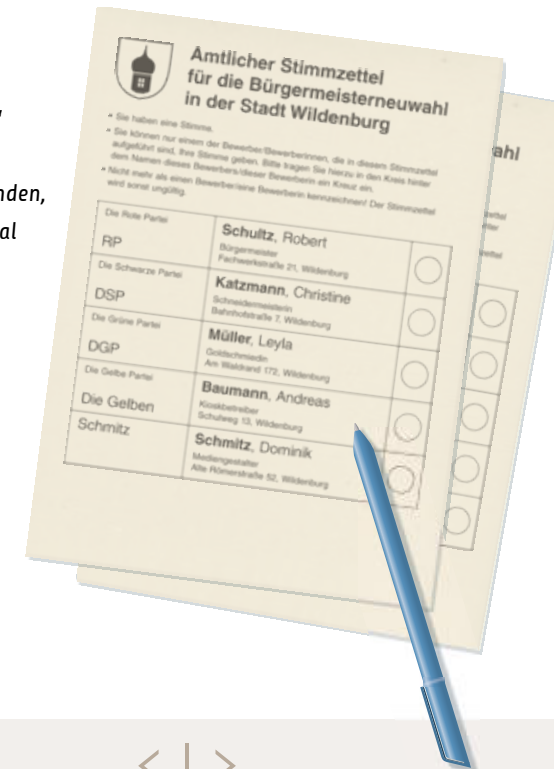 nden,
al
Amtlicher Stimmzettel
für die Bürgermeisterneuwahl
in der Stadt Wildenburg
• Sie haben eine Stimme.
• Sie können nur einem der Bewerber/Bewerberinnen, die in diesem Stimmzettel
aufgeführt sind, Ihre Stimme geben. Bitte tragen Sie hierzu in den Kreis hinter
dem Namen dieses Bewerbers/dieser Bewerberin ein Kreuz ein.
• Nicht mehr als einen Bewerber/eine Bewerberin kennzeichnen! Der Stimmzettel
wird sonst ungültig.
Die Rote Partei
RP
Schultz, Robert
Bürgermeister
Fachwerkstraße 21, Wildenburg
Die Schwarze Partei
DSP
Katzmann, Christine
Schneidermeisterin
Bahnhofstraße 7, Wildenburg
Die Grüne Partei
DGP
Müller, Leyla
Goldschmiedin
Am Waldrand 172, Wildenburg
Die Gelbe Partei
Die Gelben
Baumann, Andreas
Kioskbetreiber
Schulweg 13, Wildenburg
Schmitz
Schmitz, Dominik
Mediengestalter
Alte Römerstraße 52, Wildenburg
ahl
zettel
nter
zettel